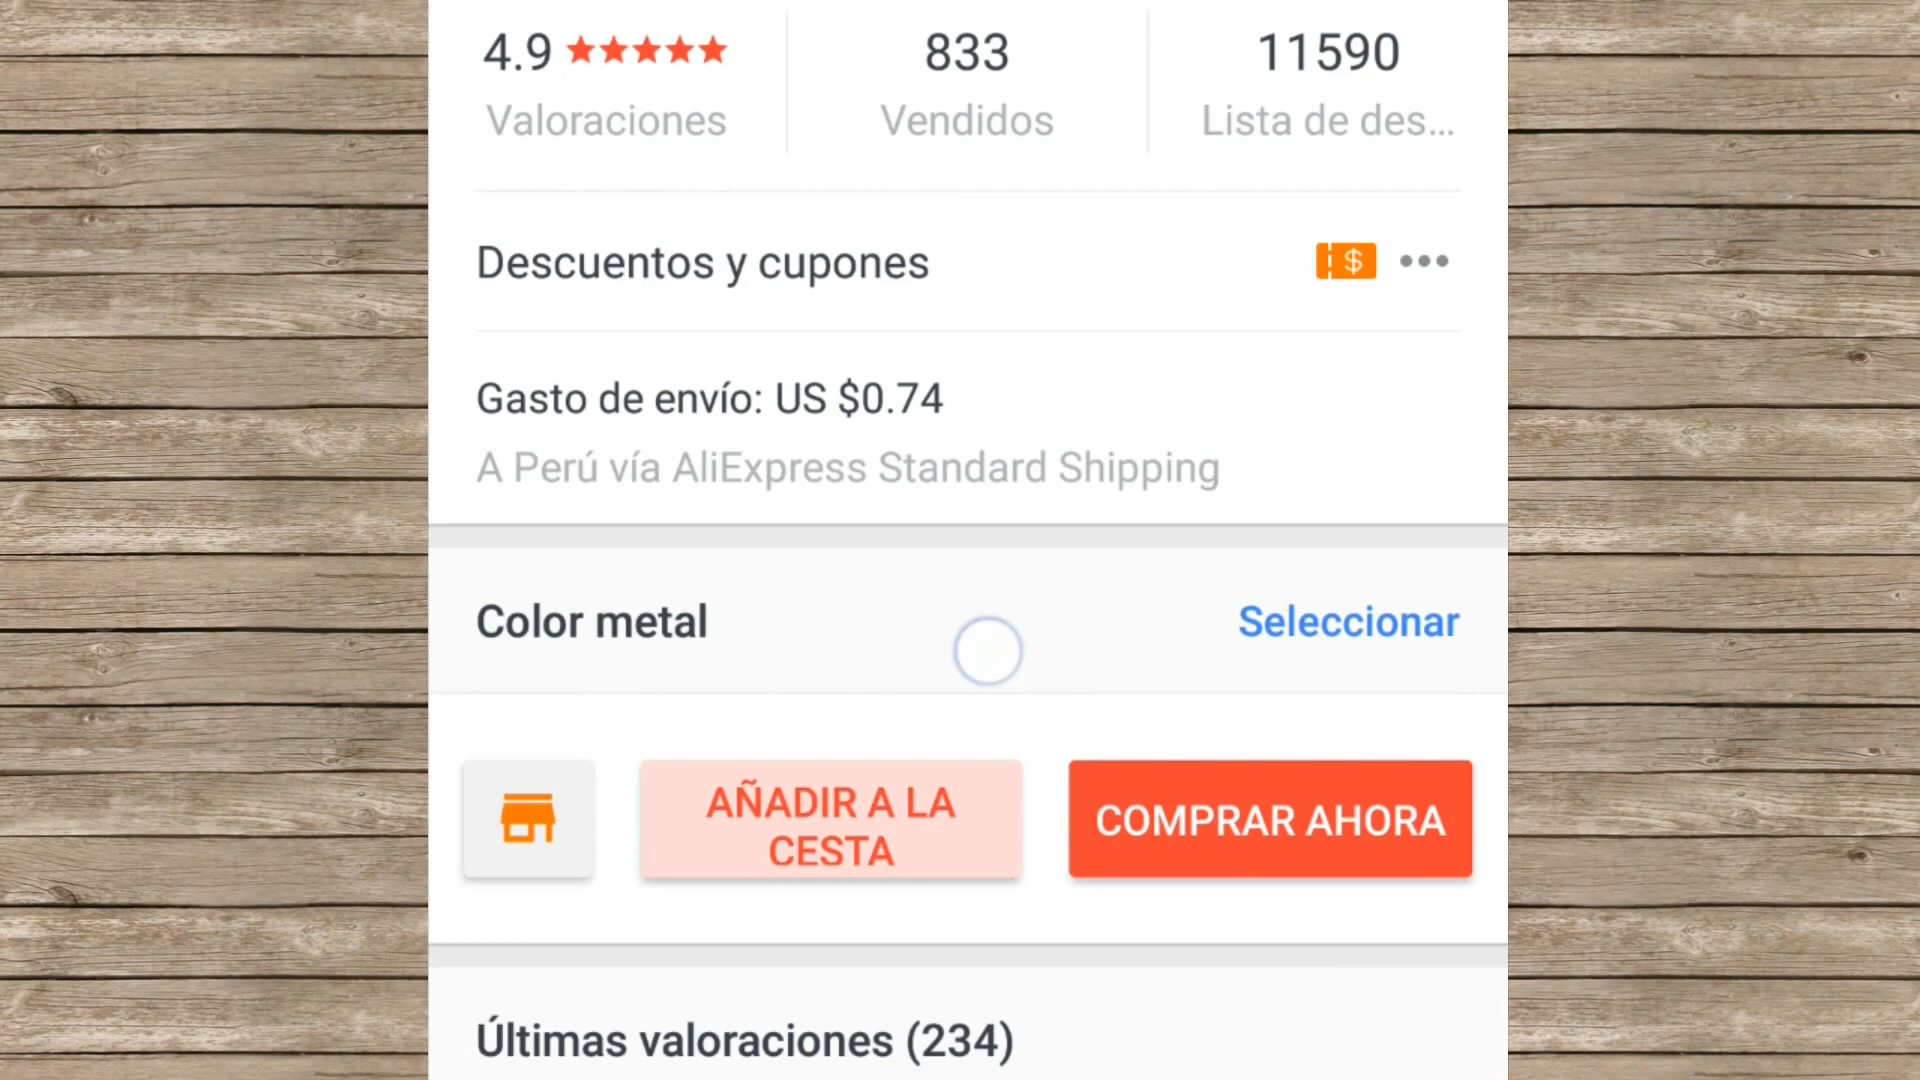 4.9
833
11590
Valoraciones
Vendidos
Lista de des...
Descuentos y cupones
$
Gasto de envío: US $0.74
A Perú vía AliExpress Standard Shipping
Color metal
Seleccionar
AÑADIR A LA
CESTA
COMPRAR AHORA
Últimas valoraciones (234)